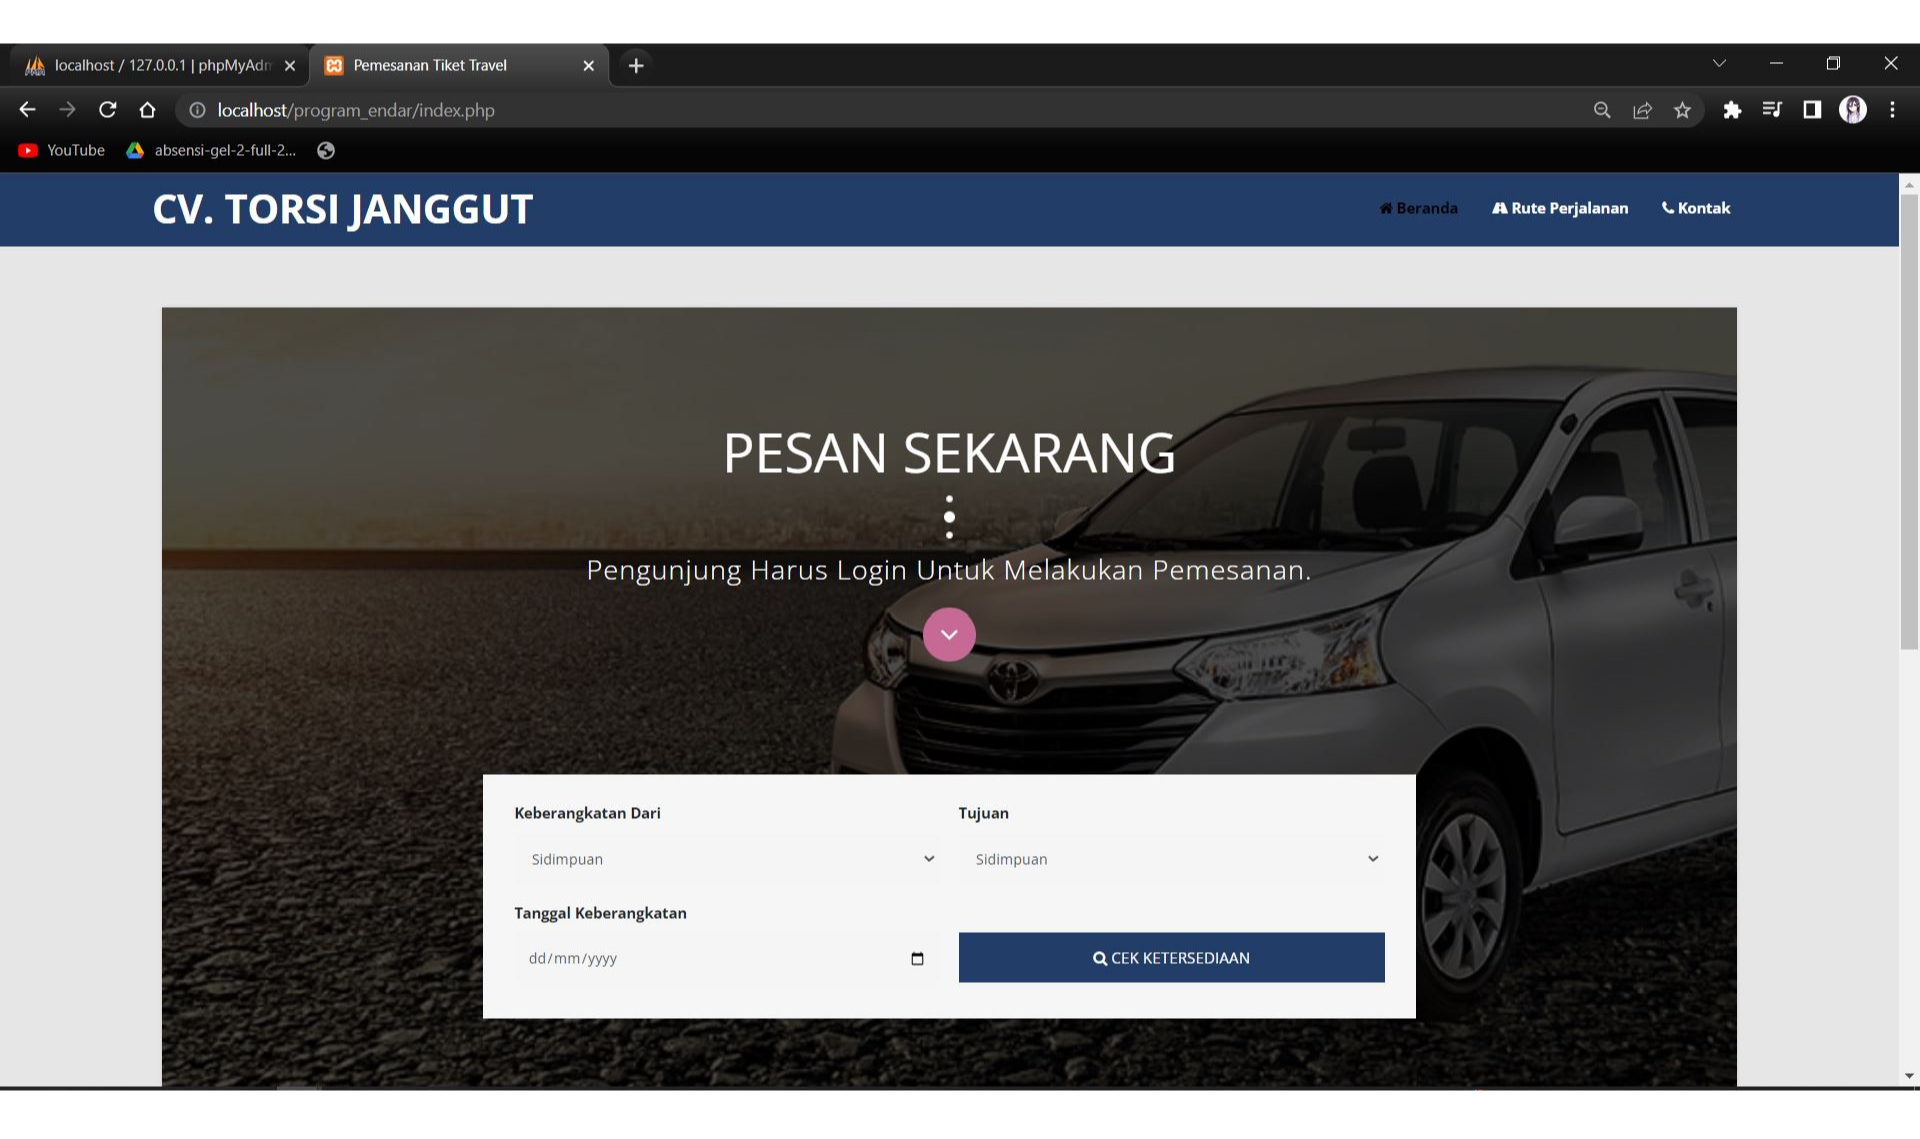 localhost / 127.0.0.1 | phpMyAdm
Pemesanan Tiket Travel
localhost/program_endar/index.php
YouTube
absensi-gel-2-full-2...
CV. TORSI JANGGUT
Beranda
Rute Perjalanan
Kontak
PESAN SEKARANG
Pengunjung Harus Login Untuk Melakukan Pemesanan.
Keberangkatan Dari
Tujuan
Sidimpuan
Sidimpuan
Tanggal Keberangkatan
dd/mm/yyyy
CEK KETERSEDIAAN